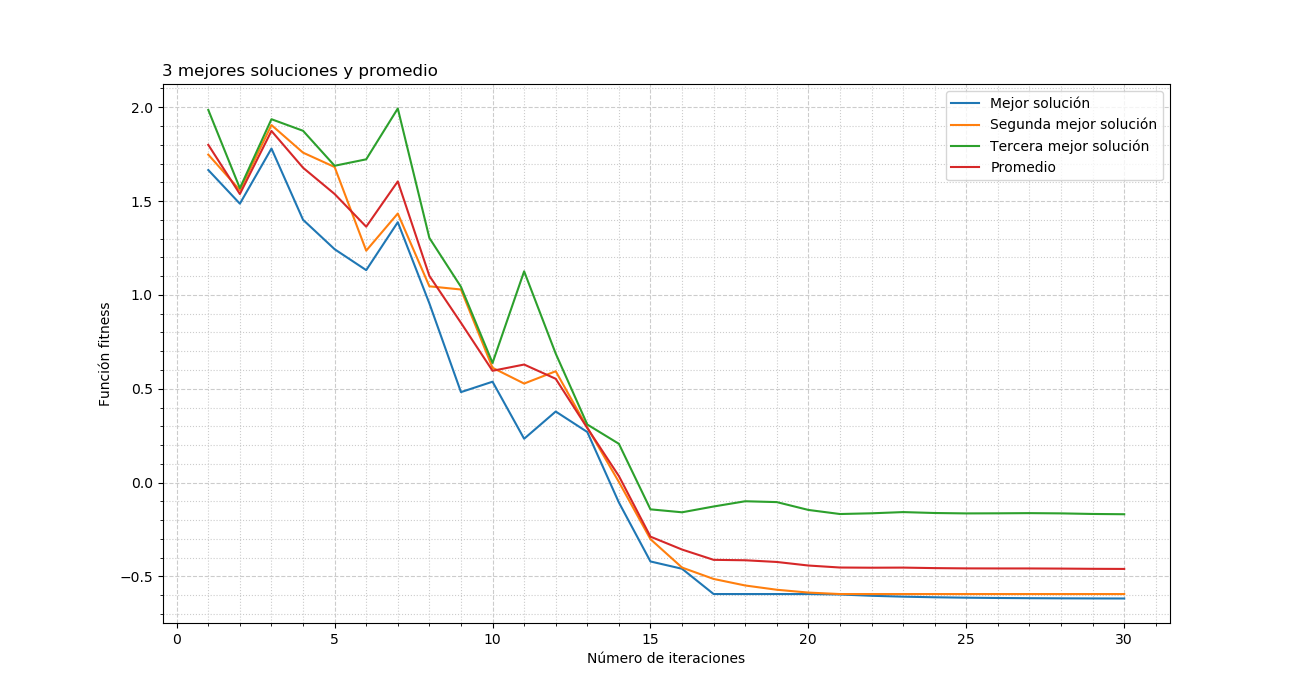 3 mejores soluciones y promedio
Mejor solución
Segunda mejor solución
Tercera mejor solución
Promedio
2.0
1.5
1.0
0.5
0.0
−0.5
Función fitness
0 5 10 15 20 25 30
Número de iteraciones